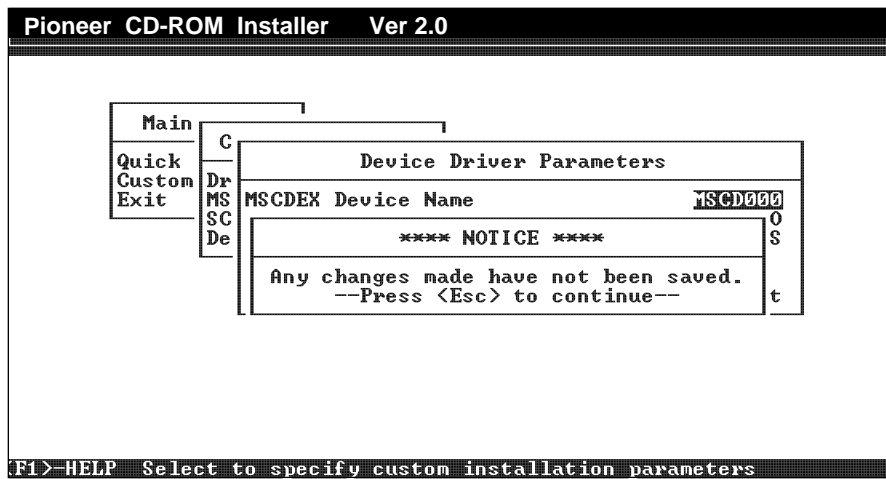 Pioneer CD-ROM Installer Ver 2.0
Main
C
Quick
Custom
Exit
Dr
MS
SC
De
Device Driver Parameters
MSCDEX Device Name MSCD000
O
S
t
**** NOTICE ****
Any changes made have not been saved.
--Press <Esc> to continue--
<F1>-HELP Select to specify custom installation parameters